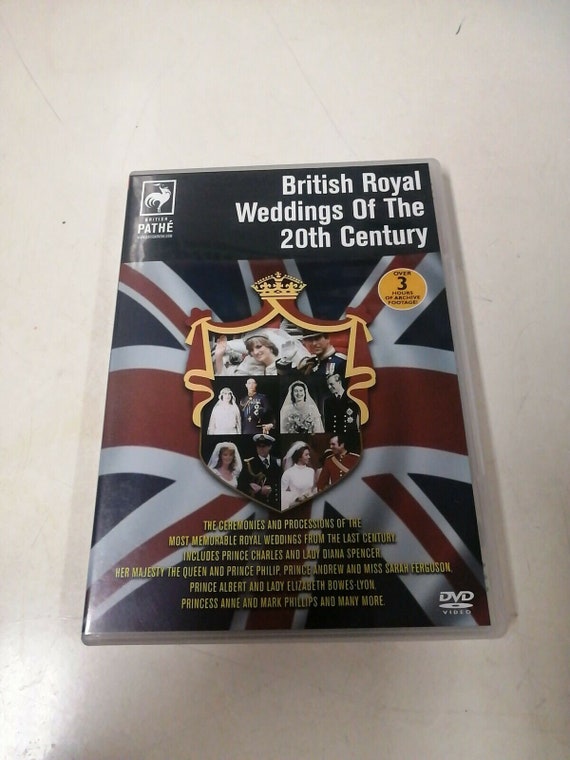 BRITISH
PATHÉ
British Royal
Weddings Of The
20th Century
OVER
3
HOURS
OF ARCHIVE
FOOTAGE!
THE CEREMONIES AND PROCESSIONS OF THE
MOST MEMORABLE ROYAL WEDDINGS FROM THE LAST CENTURY.
INCLUDES PRINCE CHARLES AND LADY DIANA SPENCER,
HER MAJESTY THE QUEEN AND PRINCE PHILIP, PRINCE ANDREW AND MISS SARAH FERGUSON,
PRINCE ALBERT AND LADY ELIZABETH BOWES-LYON,
PRINCESS ANNE AND MARK PHILLIPS AND MANY MORE.
DVD
VIDEO